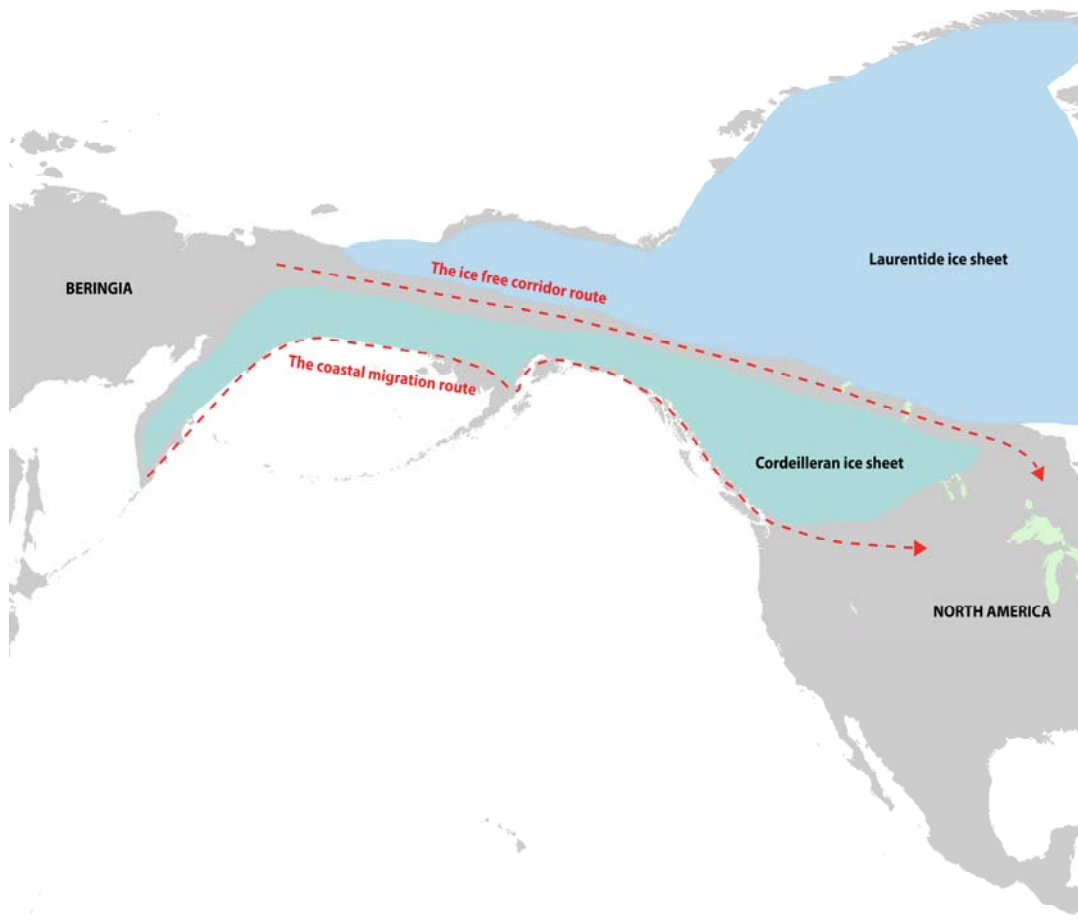 Laurentide ice sheet
The ice free corridor route
BERINGIA
The coastal migration route
Cordeilleran ice sheet
NORTH AMERICA